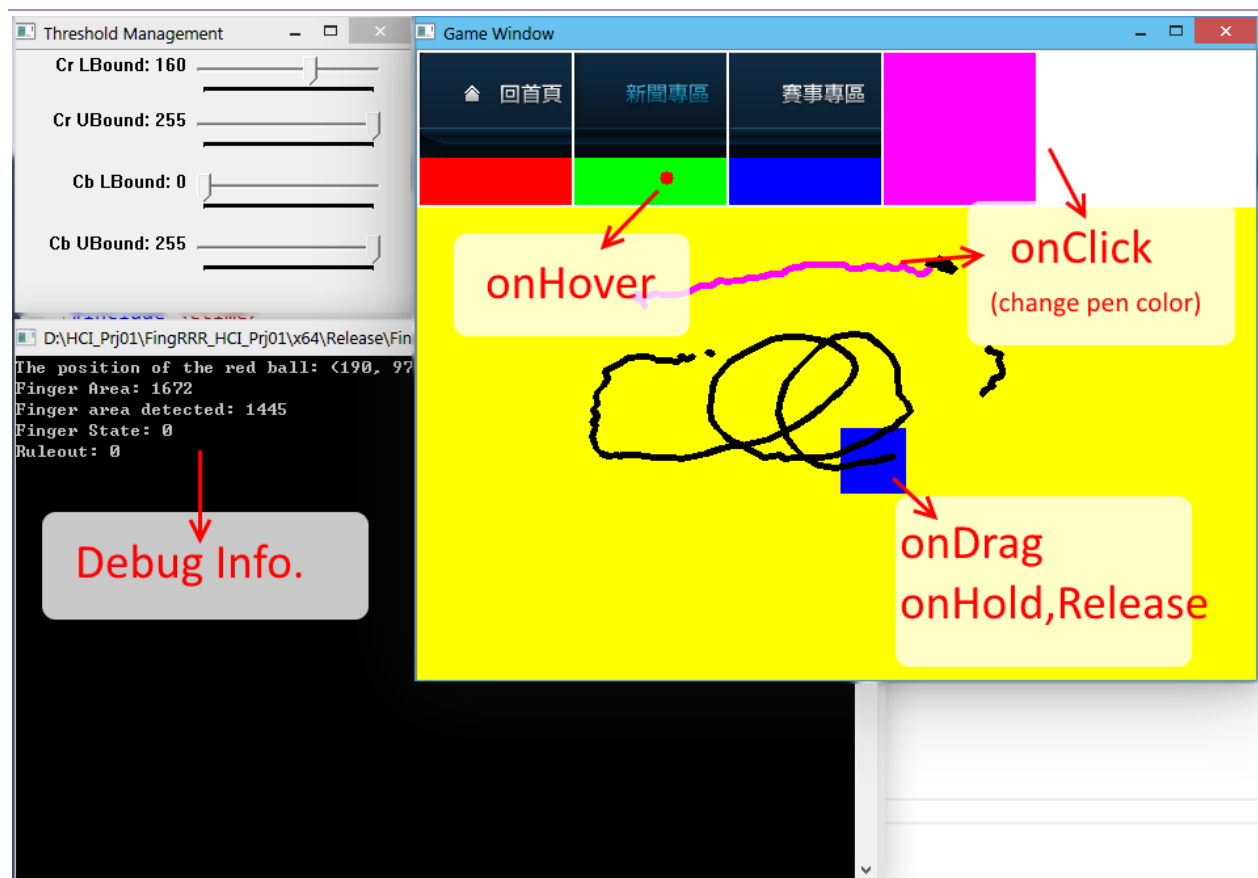 Threshold Management
Cr LBound: 160
Cr UBound: 255
Cb LBound: 0
Cb UBound: 255
Game Window
回首頁
新聞專區
賽事專區
onHover
onClick
(change pen color)
onDrag
onHold,Release
D:\HCI_Prj01\FingRRR_HCI_Prj01\x64\Release\Fin
The position of the red ball: (190, 97
Finger Area: 1672
Finger area detected: 1445
Finger State: 0
Ruleout: 0
Debug Info.